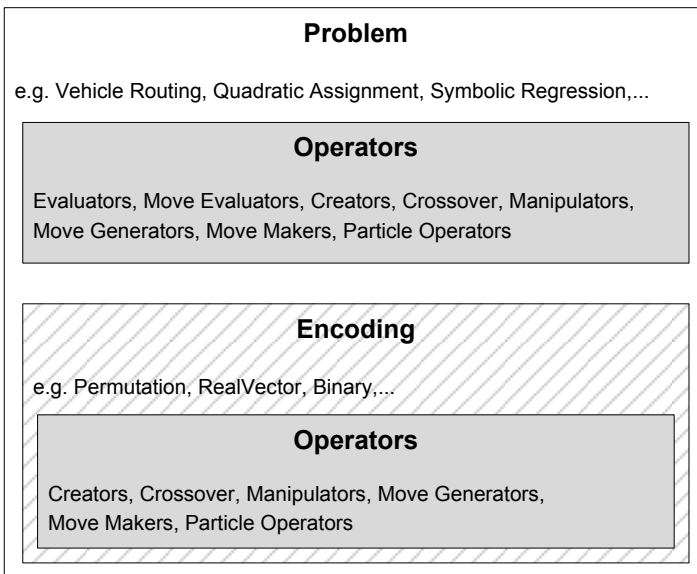 Problem
e.g. Vehicle Routing, Quadratic Assignment, Symbolic Regression,...
Operators
Evaluators, Move Evaluators, Creators, Crossover, Manipulators,
Move Generators, Move Makers, Particle Operators
Encoding
e.g. Permutation, RealVector, Binary,...
Operators
Creators, Crossover, Manipulators, Move Generators,
Move Makers, Particle Operators